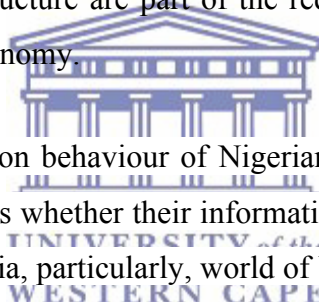 ucture are part of the
nomy.
on behaviour of Nigerian
s whether their informati
UNIVERSITY of the
ia, particularly, world of
WESTERN CAPE